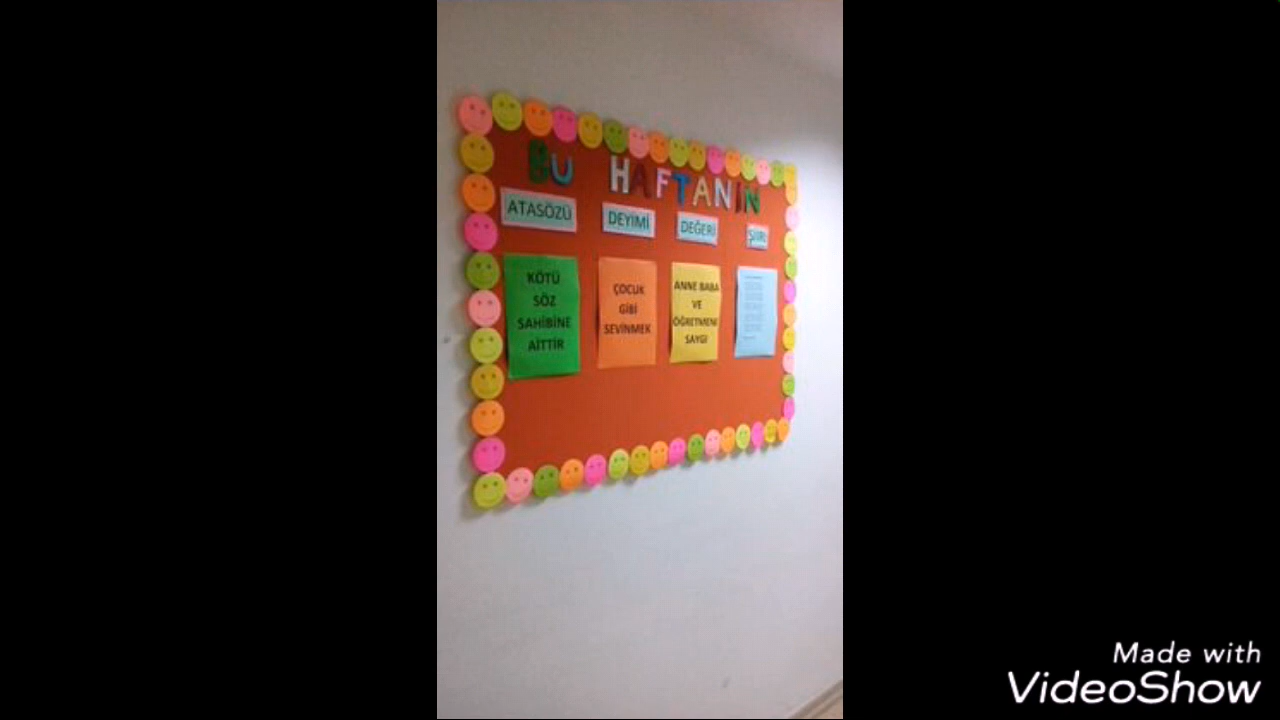 BU HAFTANIN
ATASÖZÜ
DEYİMİ
DEĞERİ
ŞİİRİ
KÖTÜ
SÖZ
SAHİBİNE
AİTTİR
ÇOCUK
GİBİ
SEVİNMEK
ANNE BABA
VE
ÖĞRETMENE
SAYGI
Made with
VideoShow